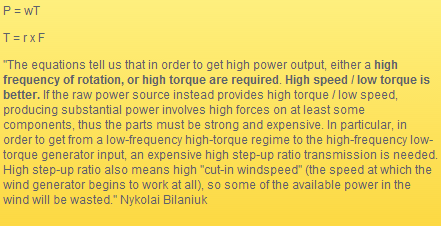 P = wT
T = r x F
"The equations tell us that in order to get high power output, either a high
frequency of rotation, or high torque are required. High speed / low torque is
better. If the raw power source instead provides high torque / low speed,
producing substantial power involves high forces on at least some
components, thus the parts must be strong and expensive. In particular, in
order to get from a low-frequency high-torque regime to the high-frequency low-
torque generator input, an expensive high step-up ratio transmission is needed.
High step-up ratio also means high "cut-in windspeed" (the speed at which the
wind generator begins to work at all), so some of the available power in the
wind will be wasted." Nykolai Bilaniuk